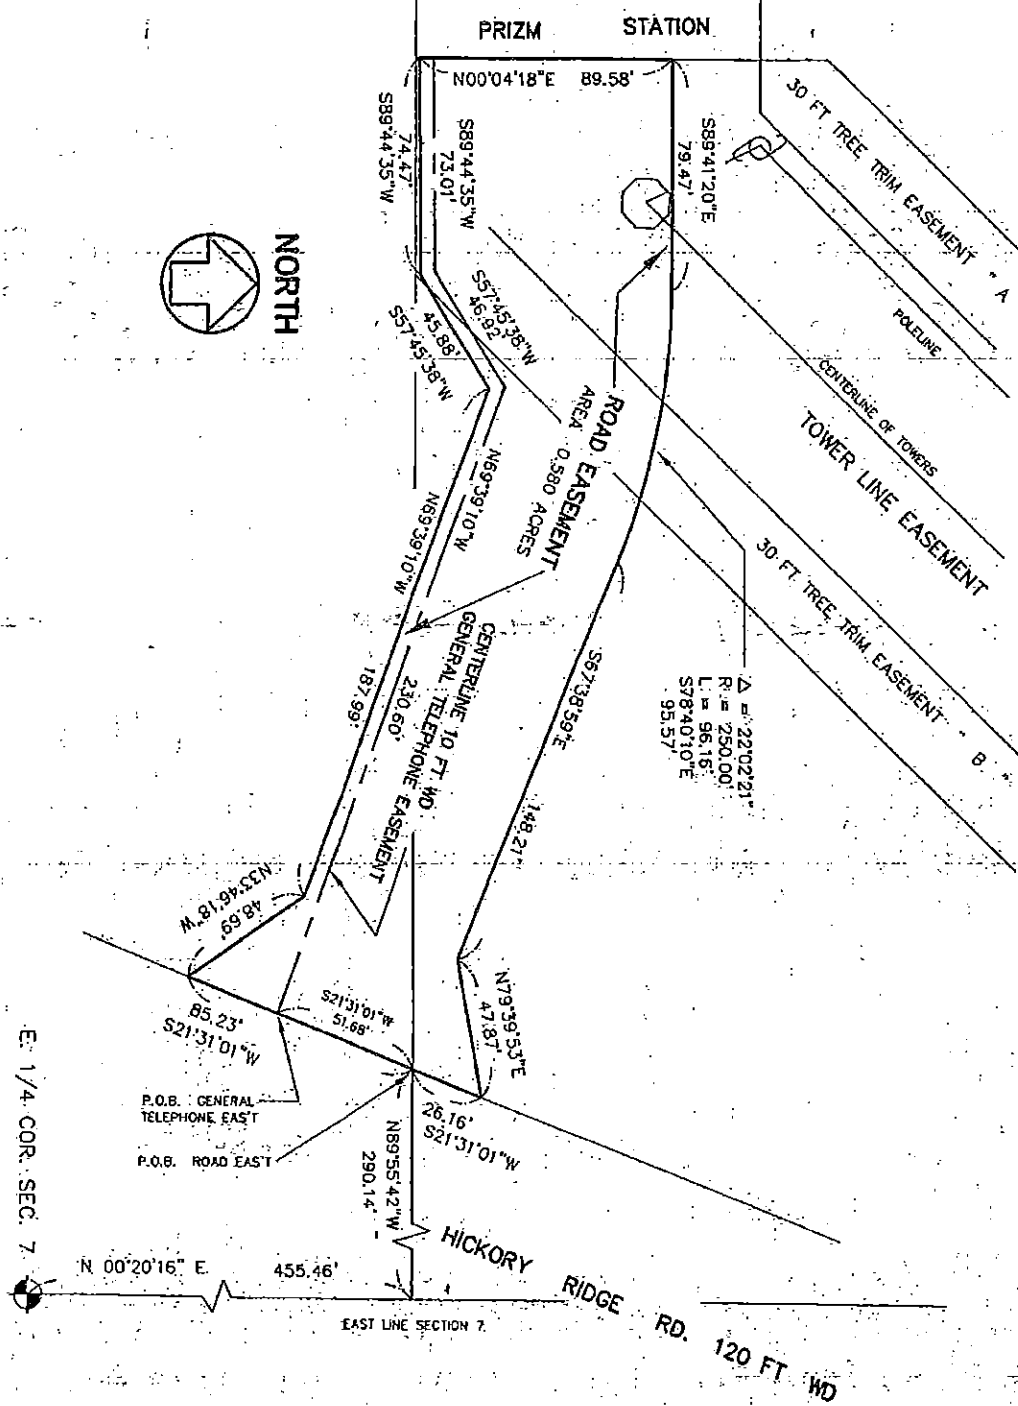 PRIZM STATION
N00°04'18"E 89.58'
S89°44'35"W
74.47'
S89°44'35"W
73.01'
S89°41'20"E
79.47'
30 FT TREE TRIM EASEMENT "A
POLELINE
CENTERLINE OF TOWERS
TOWER LINE EASEMENT
30 FT. TREE TRIM EASEMENT "B"
NORTH
S57°45'38"W
46.92'
45.88'
S57°45'38"W
ROAD EASEMENT
AREA 0.580 ACRES
N69°39'10"W
N69°39'10"W
187.99'
230.60'
CENTERLINE 10 FT. WD
GENERAL TELEPHONE EASEMENT
Δ = 22°02'21"
R = 250.00'
L = 96.16'
S78°40'10"E
95.57'
S67°38'59"E
148.21'
N33°46'18"W
48.69'
85.23'
S21°31'01"W
S21°31'01"W
51.68'
N79°39'53"E
47.87'
26.16'
S21°31'01"W
P.O.B. GENERAL
TELEPHONE EAS'T
P.O.B. ROAD EAS'T
N89°55'42"W
290.14'
HICKORY RIDGE RD. 120 FT WD
E. 1/4 COR. SEC. 7
N 00°20'16" E. 455.46'
EAST LINE SECTION 7